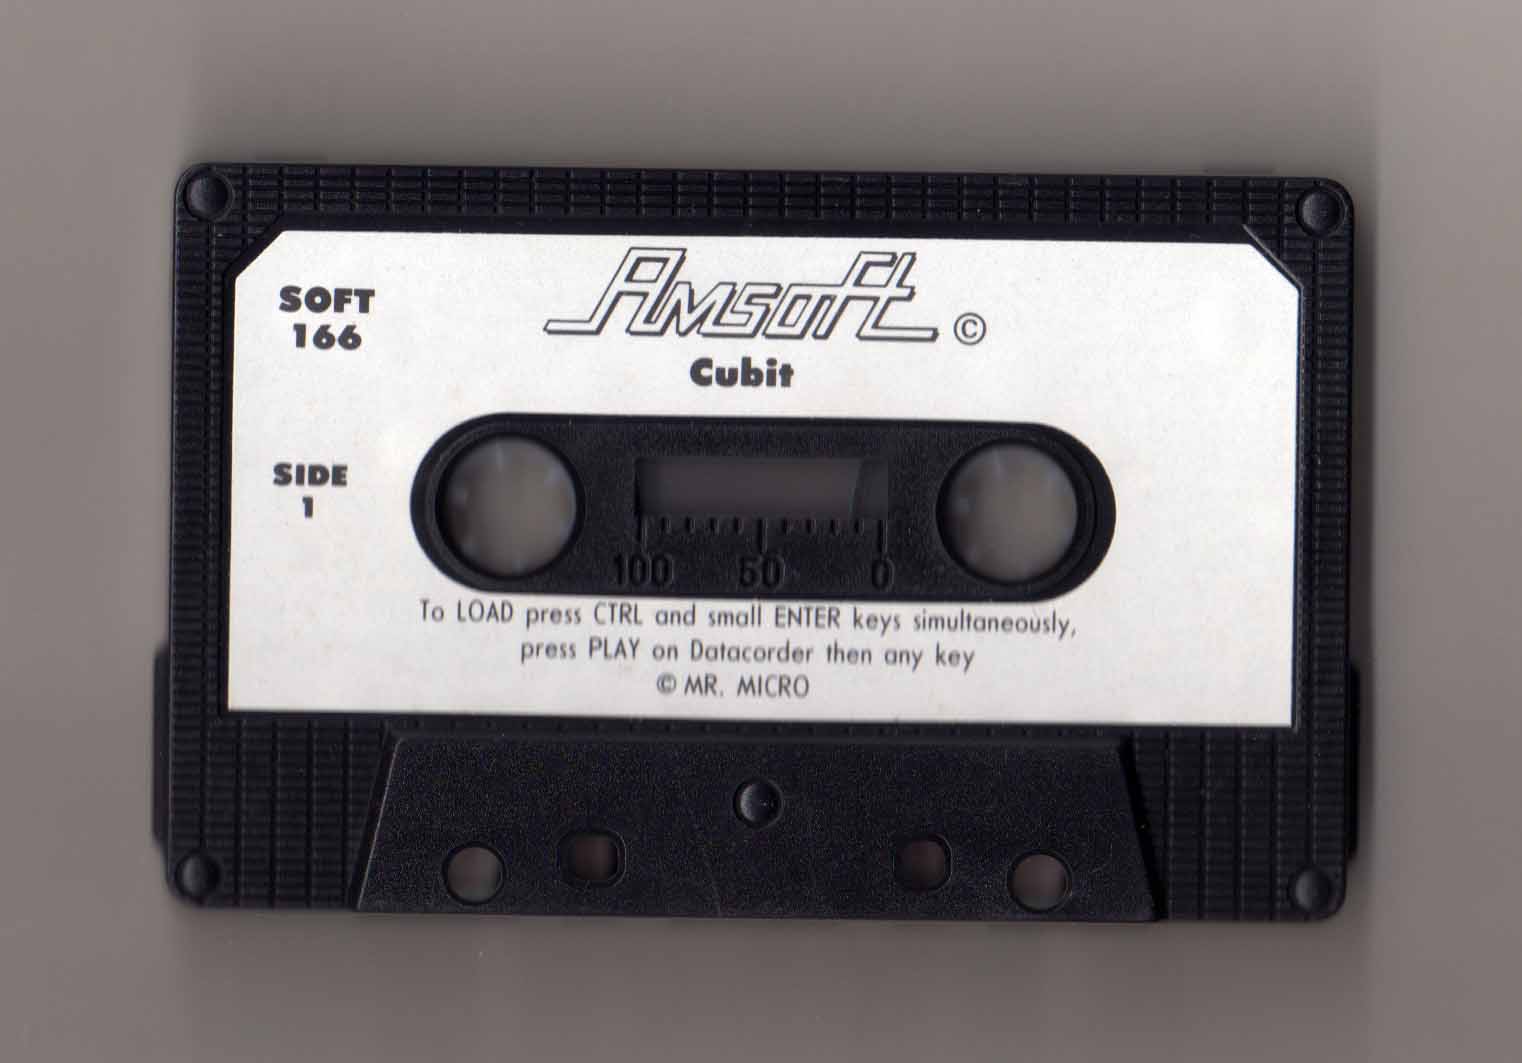 SOFT
166
Amsoft ©
Cubit
SIDE
1
100 50 0
To LOAD press CTRL and small ENTER keys simultaneously,
press PLAY on Datacorder then any key
© MR. MICRO